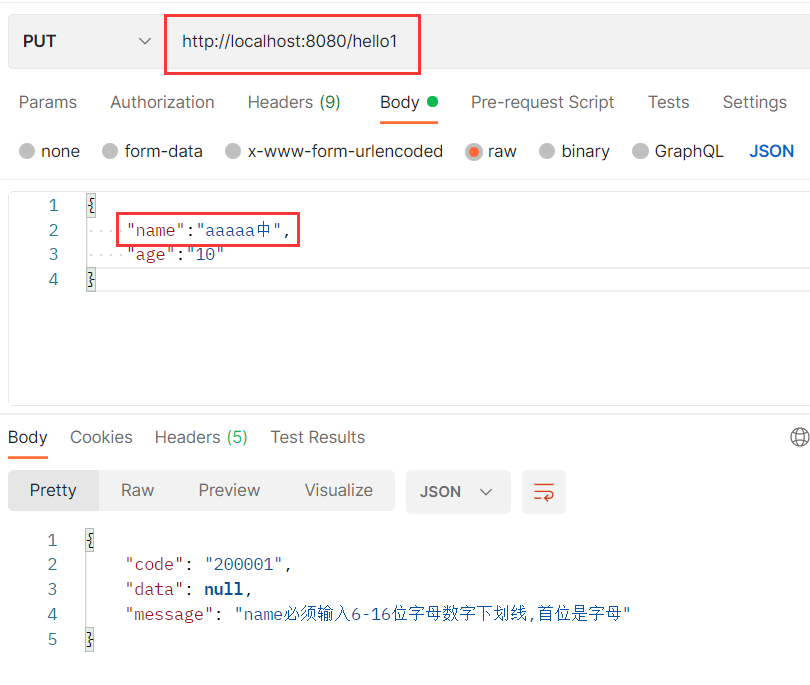 PUT http://localhost:8080/hello1
Params Authorization Headers (9) Body Pre-request Script Tests Settings
none form-data x-www-form-urlencoded raw binary GraphQL JSON
1 {
2 "name":"aaaaa中",
3 "age":"10"
4 }
Body Cookies Headers (5) Test Results
Pretty Raw Preview Visualize JSON
1 {
2 "code": "200001",
3 "data": null,
4 "message": "name必须输入6-16位字母数字下划线,首位是字母"
5 }